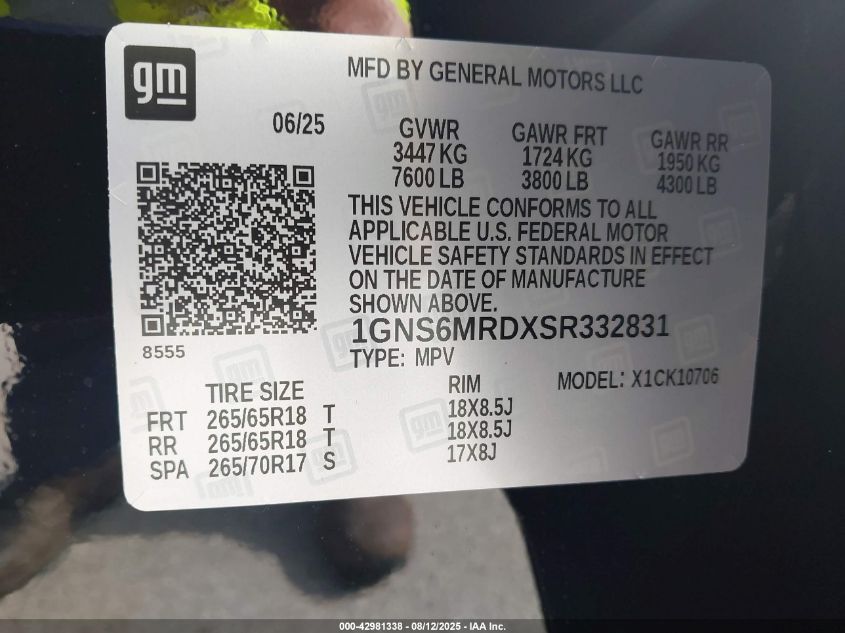 gm
MFD BY GENERAL MOTORS LLC
06/25
GVWR GAWR FRT GAWR RR
3447 KG 1724 KG 1950 KG
7600 LB 3800 LB 4300 LB
THIS VEHICLE CONFORMS TO ALL
APPLICABLE U.S. FEDERAL MOTOR
VEHICLE SAFETY STANDARDS IN EFFECT
ON THE DATE OF MANUFACTURE
SHOWN ABOVE.
1GNS6MRDXSR332831
8555
TYPE: MPV
MODEL: X1CK10706
TIRE SIZE RIM
FRT 265/65R18 T 18X8.5J
RR 265/65R18 T 18X8.5J
SPA 265/70R17 S 17X8J
000-42981338 - 08/12/2025 - IAA Inc.